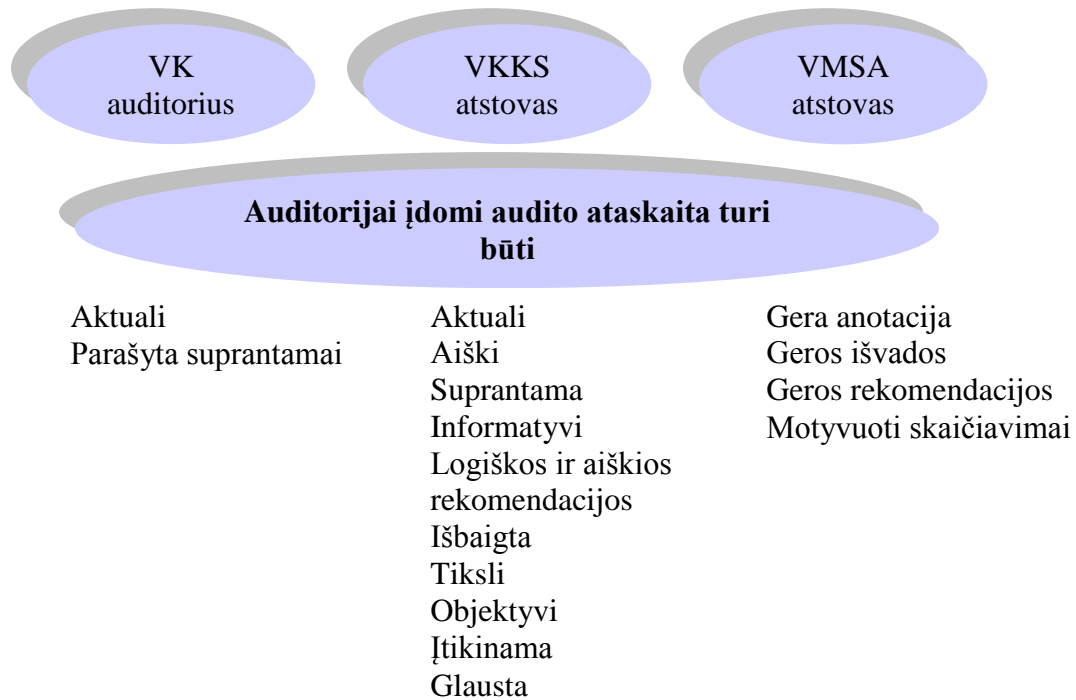 VK
auditorius
VKKS
atstovas
VMSA
atstovas
Auditorijai įdomi audito ataskaita turi
būti
Aktuali
Parašyta suprantamai
Aktuali
Aiški
Suprantama
Informatyvi
Logiškos ir aiškios
rekomendacijos
Išbaigta
Tiksli
Objektyvi
Įtikinama
Glausta
Gera anotacija
Geros išvados
Geros rekomendacijos
Motyvuoti skaičiavimai